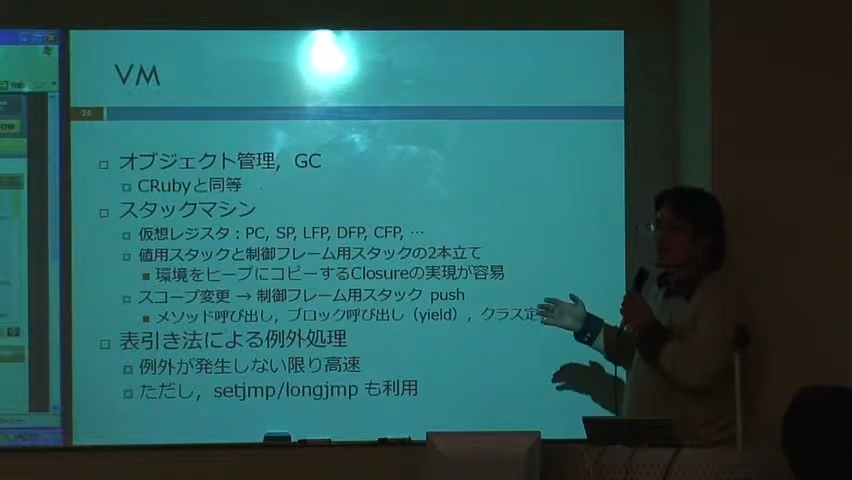 VM
25
オブジェクト管理，GC
CRubyと同等
スタックマシン
仮想レジスタ：PC, SP, LFP, DFP, CFP, …
値用スタックと制御フレーム用スタックの2本立て
環境をヒープにコピーするClosureの実現が容易
スコープ変更 → 制御フレーム用スタック push
メソッド呼び出し，ブロック呼び出し（yield），クラス定
表引き法による例外処理
例外が発生しない限り高速
ただし，setjmp/longjmp も利用